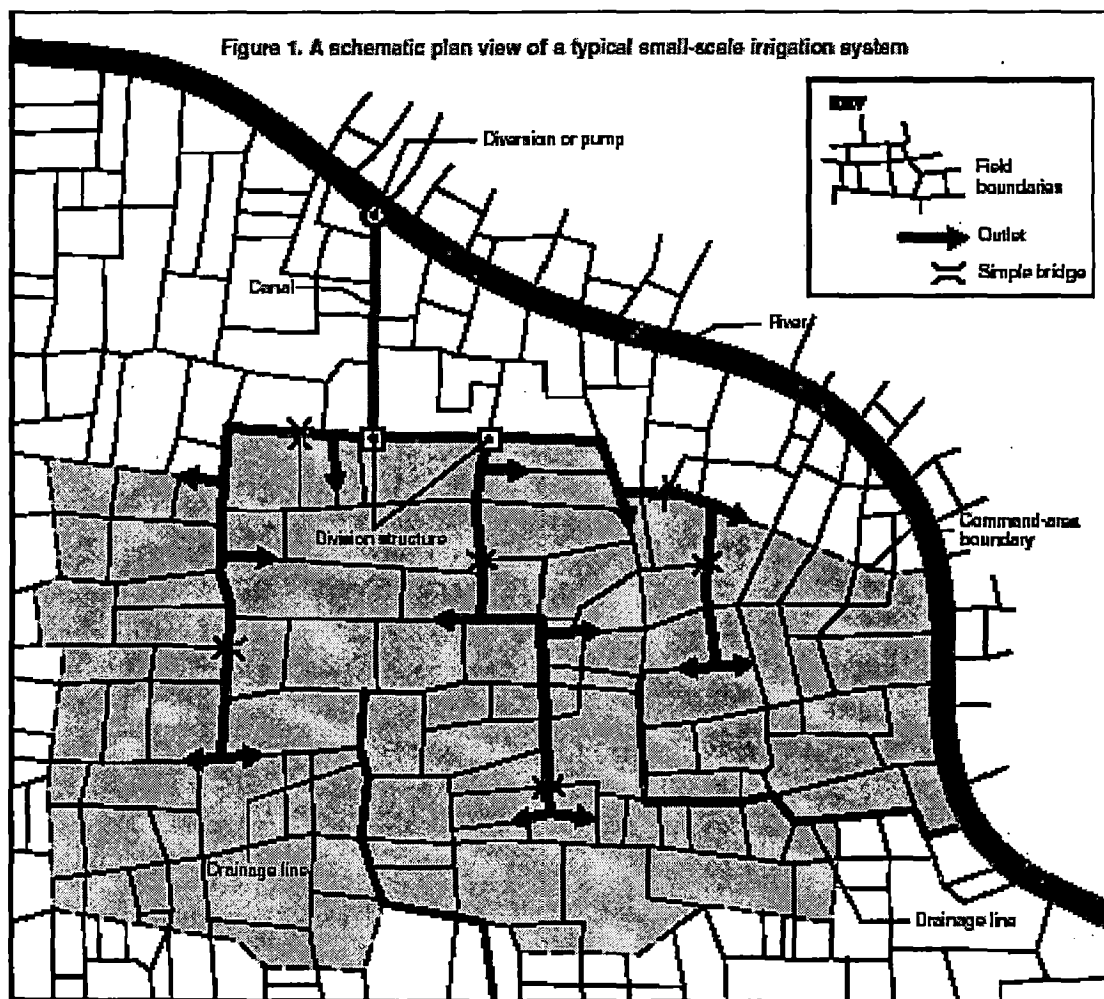 Figure 1. A schematic plan view of a typical small-scale irrigation system
KEY
Field
boundaries
Outlet
Simple bridge
Diversion or pump
Canal
River
Command-area
boundary
Division structure
Drainage line
Drainage line